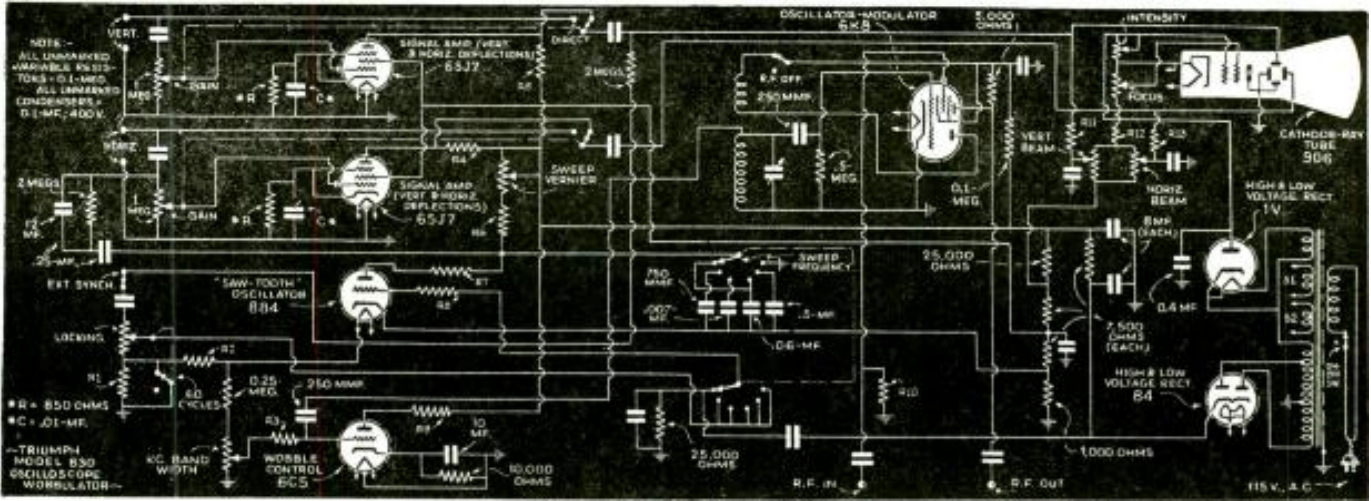 VERT.
NOTE:-
ALL UNMARKED
VARIABLE RESIS-
TORS = 0.1-MEG.
ALL UNMARKED
CONDENSERS =
0.1-MF., 400V.
MEG.
GAIN
*R
C*
SIGNAL AMP. (VERT.
& HORIZ. DEFLECTIONS)
6SJ7
DIRECT
2 MEGS.
OSCILLATOR-MODULATOR
6K8
R.F. OFF
250 MMF.
MEG.
5,000
OHMS
0.1-
MEG.
INTENSITY
FOCUS
CATHODE-RAY
TUBE
906
R11
R12
R13
VERT.
BEAM
HORIZ.
BEAM
HORIZ.
2 MEGS.
1
MEG.
GAIN
*R
C*
SIGNAL AMP.
(VERT. & HORIZ.
DEFLECTIONS)
6SJ7
R4
SWEEP
VERNIER
R6
.25-MF.
EXT. SYNCH.
"SAW-TOOTH"
OSCILLATOR
884
R7
R8
SWEEP
FREQUENCY
750
MMF.
.06-MF.
.5-MF.
25,000
OHMS
8 MF.
(EACH)
HIGH & LOW
VOLTAGE RECT.
1V
0.4 MF.
7,500
OHMS
(EACH)
LOCKING
R1
R2
60
CYCLES
0.25
MEG.
250 MMF.
*R = 850 OHMS
*C = .01-MF.
-TRIUMPH
MODEL 830
OSCILLOSCOPE
WOBBULATOR-
KC. BAND
WIDTH
R3
WOBBLE
CONTROL
6C5
R9
10
MF.
10,000
OHMS
25,000
OHMS
R10
1,000 OHMS
HIGH & LOW
VOLTAGE RECT.
84
R.F. IN
R.F. OUT
115 V., A.C.